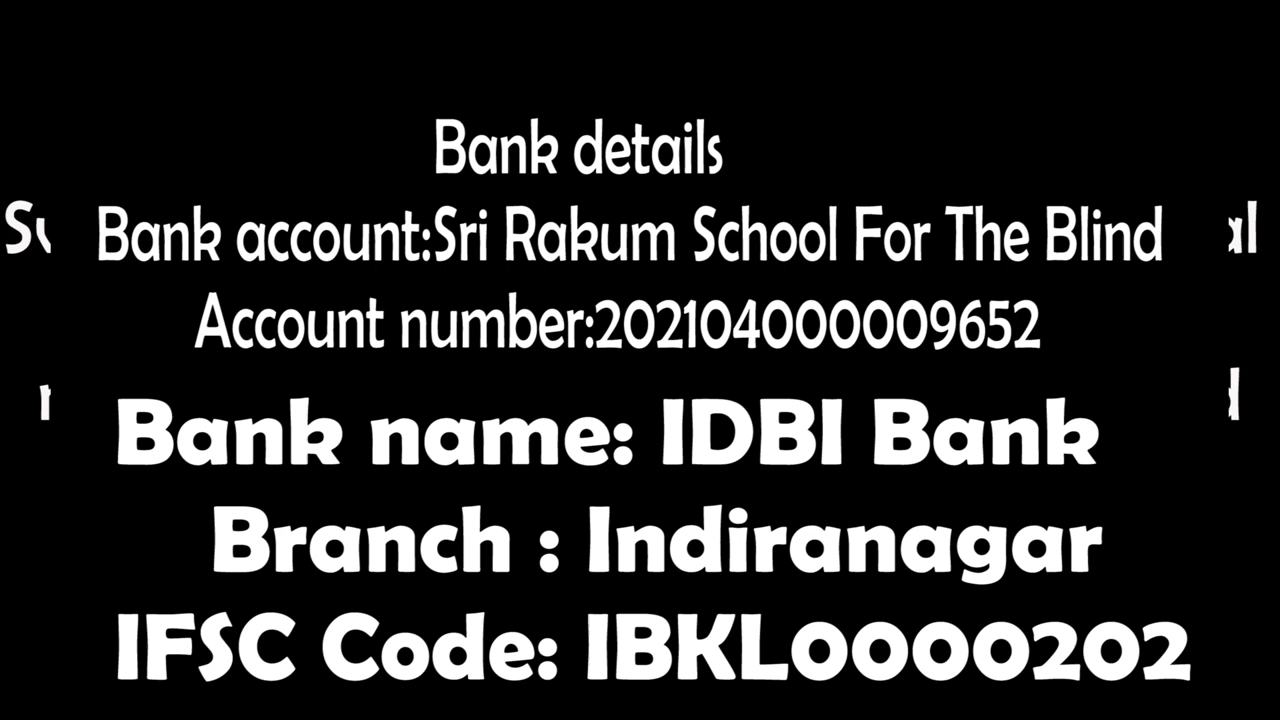 Bank details
Bank account:Sri Rakum School For The Blind
Account number:2021040000009652
Bank name: IDBI Bank
Branch : Indiranagar
IFSC Code: IBKL0000202